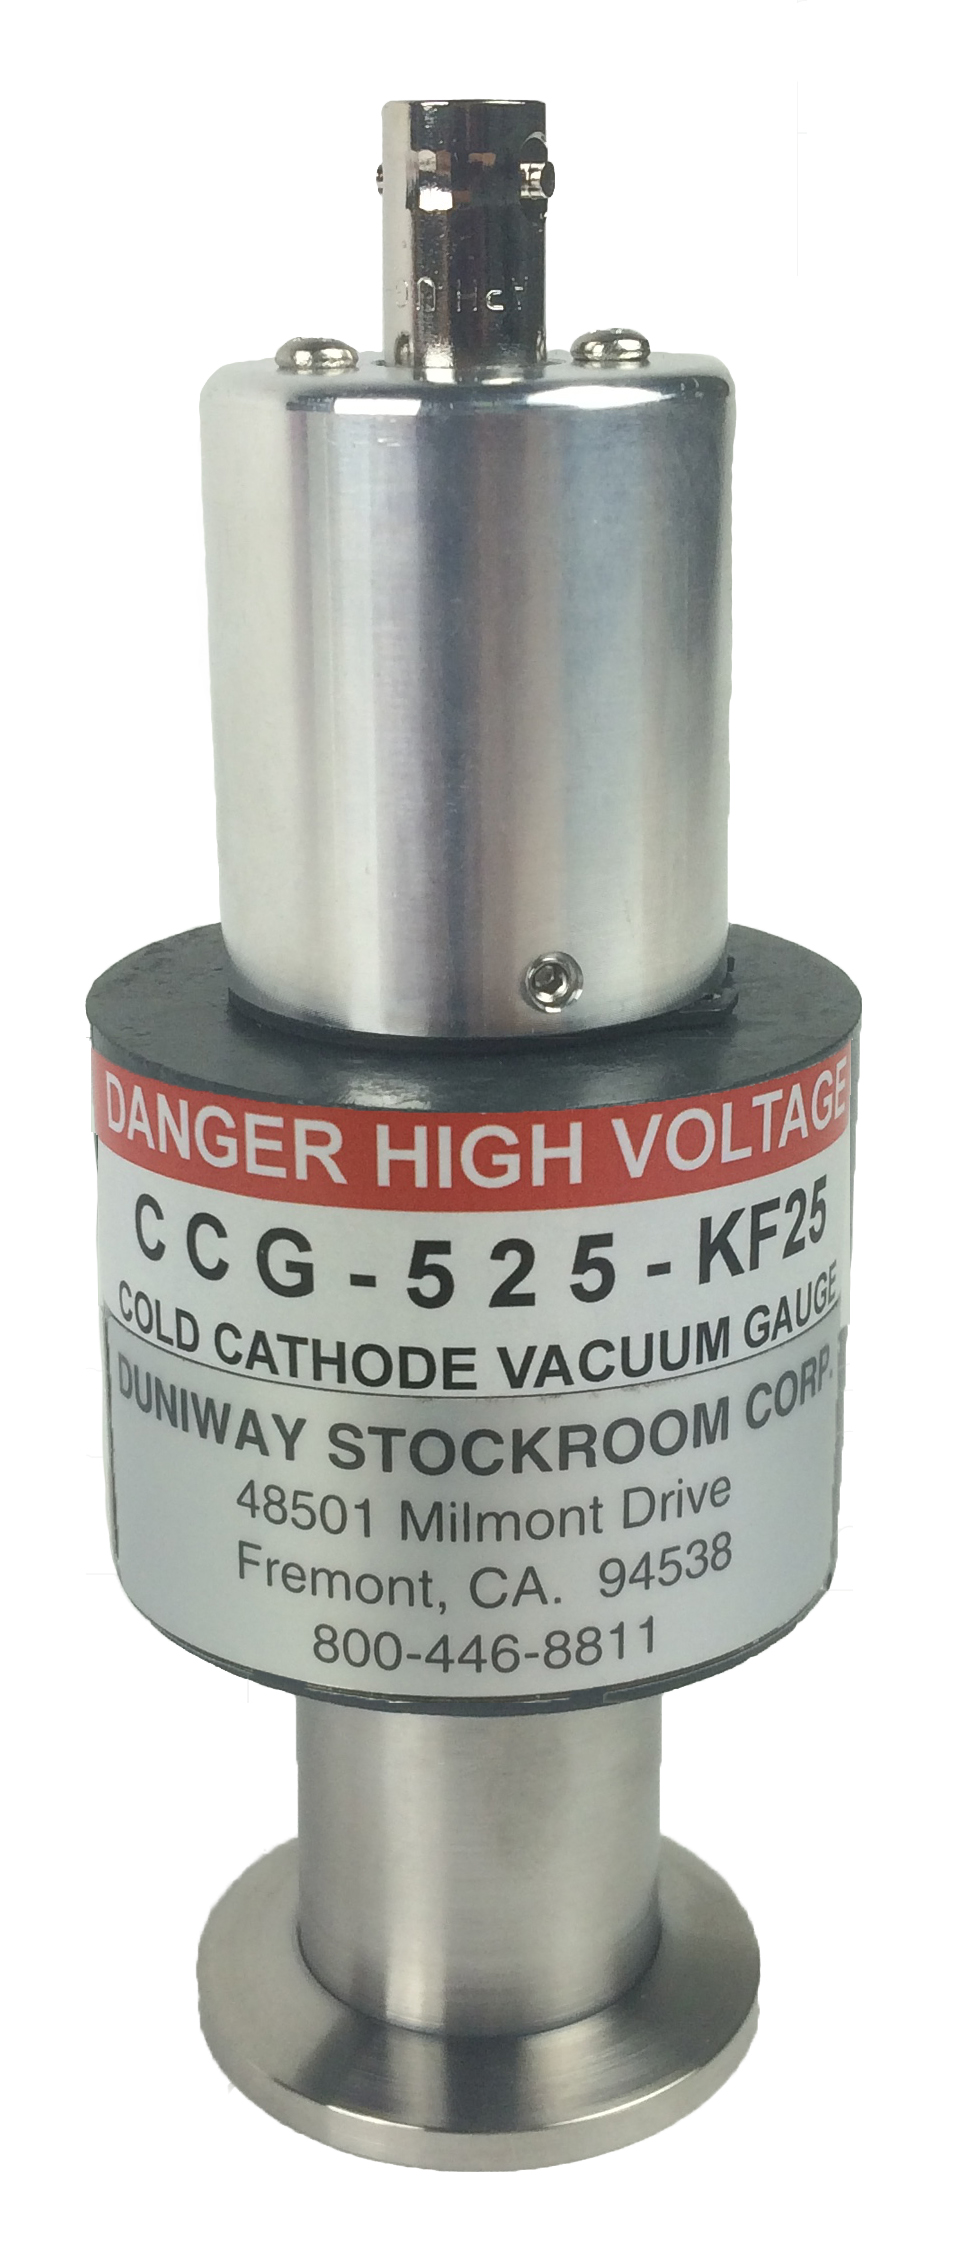 DANGER HIGH VOLTAGE
CCG-525-KF25
COLD CATHODE VACUUM GAUGE
DUNIWAY STOCKROOM CORP.
48501 Milmont Drive
Fremont, CA. 94538
800-446-8811